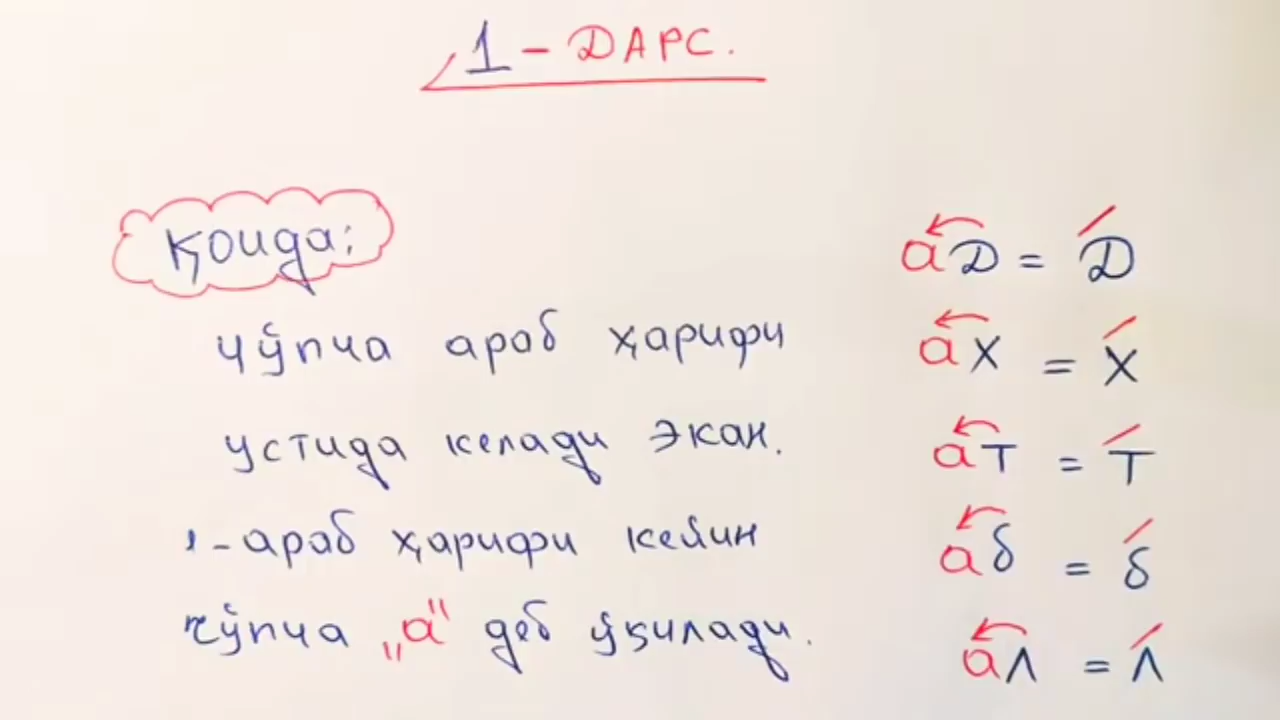 1 - ДАРС.
Қоида:
Чўпча араб ҳарифи
устида келади экан.
1 - араб ҳарифи кейин
чўпча „а" деб ўқилади.
аД = Д́
аХ = Х́
аТ = Т́
аб = б́
аЛ = Л́